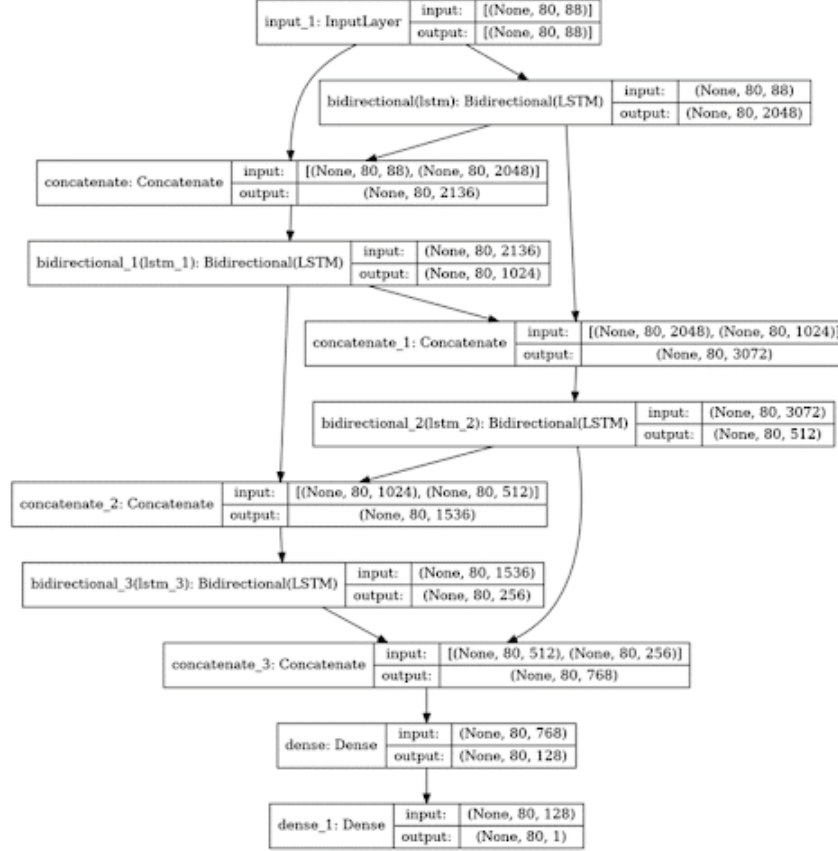 input_1: InputLayer
input: [(None, 80, 88)]
output: [(None, 80, 88)]
bidirectional(lstm): Bidirectional(LSTM)
input: (None, 80, 88)
output: (None, 80, 2048)
concatenate: Concatenate
input: [(None, 80, 88), (None, 80, 2048)]
output: (None, 80, 2136)
bidirectional_1(lstm_1): Bidirectional(LSTM)
input: (None, 80, 2136)
output: (None, 80, 1024)
concatenate_1: Concatenate
input: [(None, 80, 2048), (None, 80, 1024)]
output: (None, 80, 3072)
bidirectional_2(lstm_2): Bidirectional(LSTM)
input: (None, 80, 3072)
output: (None, 80, 512)
concatenate_2: Concatenate
input: [(None, 80, 1024), (None, 80, 512)]
output: (None, 80, 1536)
bidirectional_3(lstm_3): Bidirectional(LSTM)
input: (None, 80, 1536)
output: (None, 80, 256)
concatenate_3: Concatenate
input: [(None, 80, 512), (None, 80, 256)]
output: (None, 80, 768)
dense: Dense
input: (None, 80, 768)
output: (None, 80, 128)
dense_1: Dense
input: (None, 80, 128)
output: (None, 80, 1)